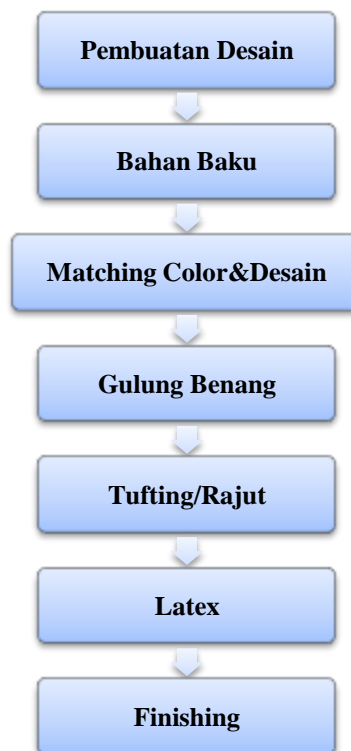 Pembuatan Desain
Bahan Baku
Matching Color&Desain
Gulung Benang
Tufting/Rajut
Latex
Finishing